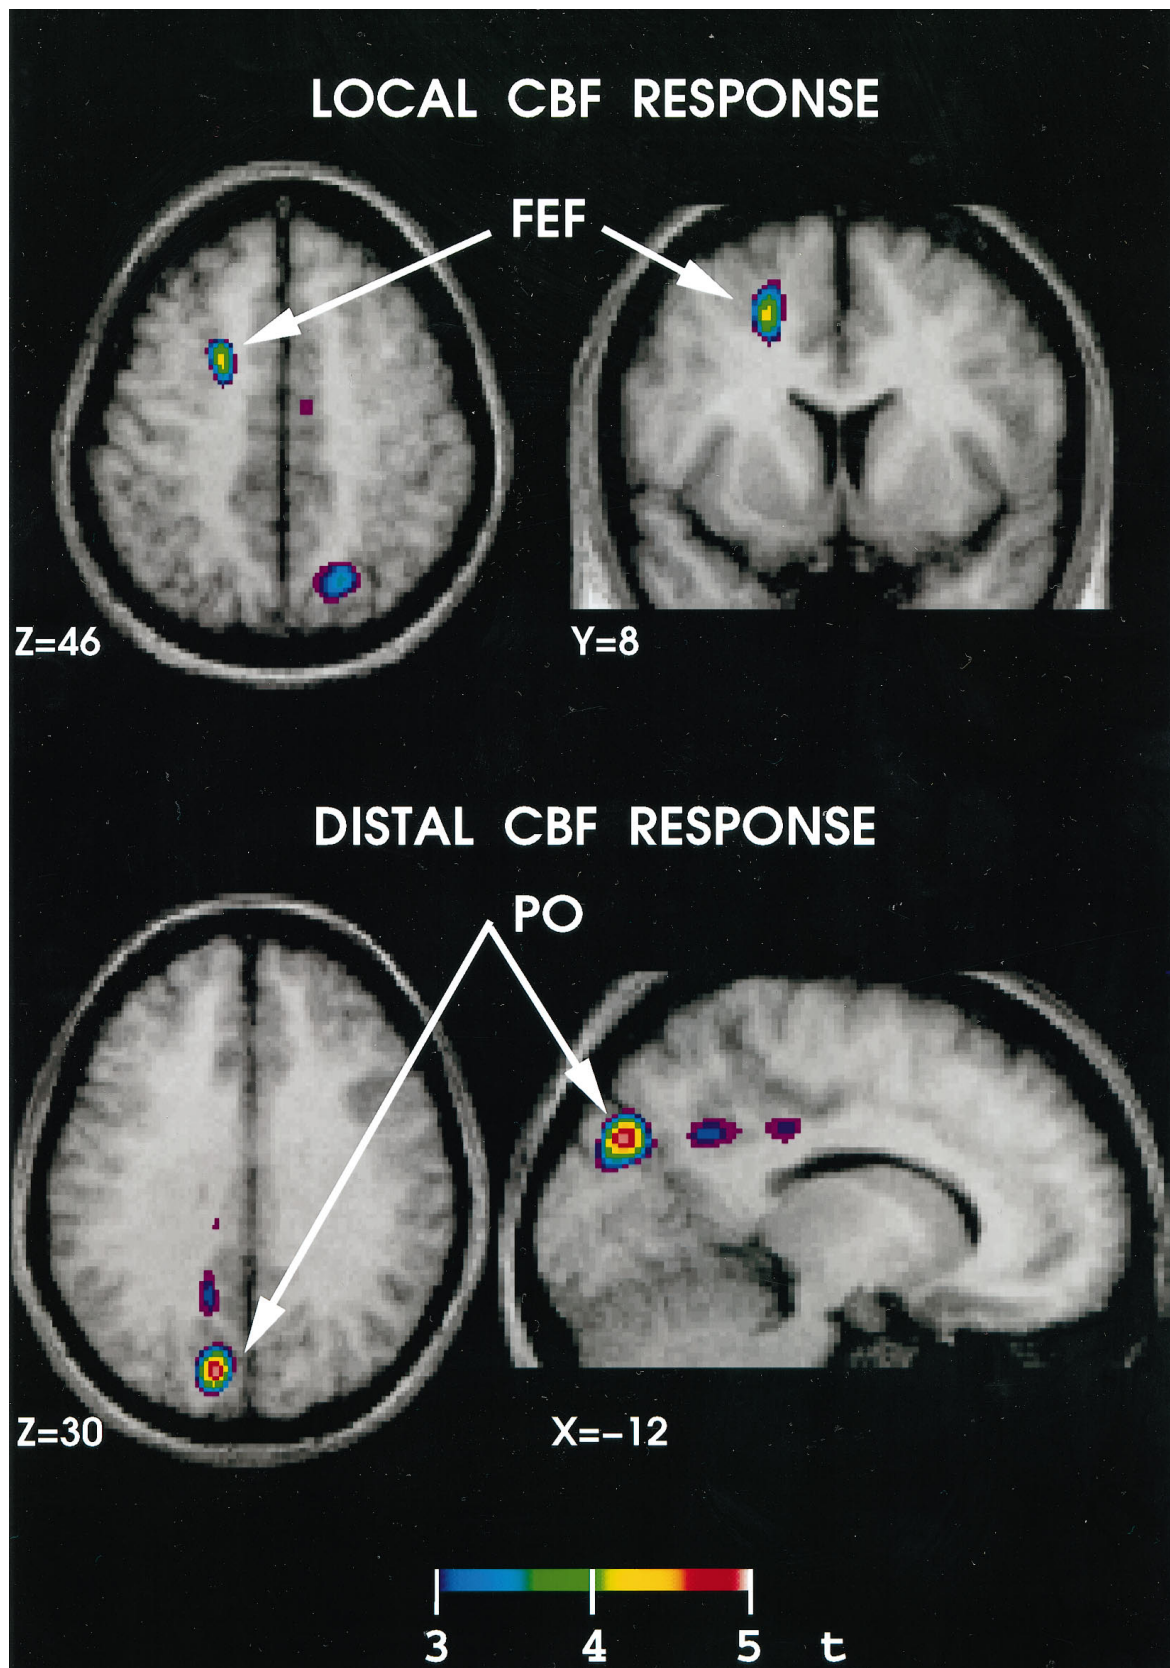 LOCAL CBF RESPONSE
FEF
Z=46
Y=8
DISTAL CBF RESPONSE
PO
Z=30
X=−12
3 4 5 t